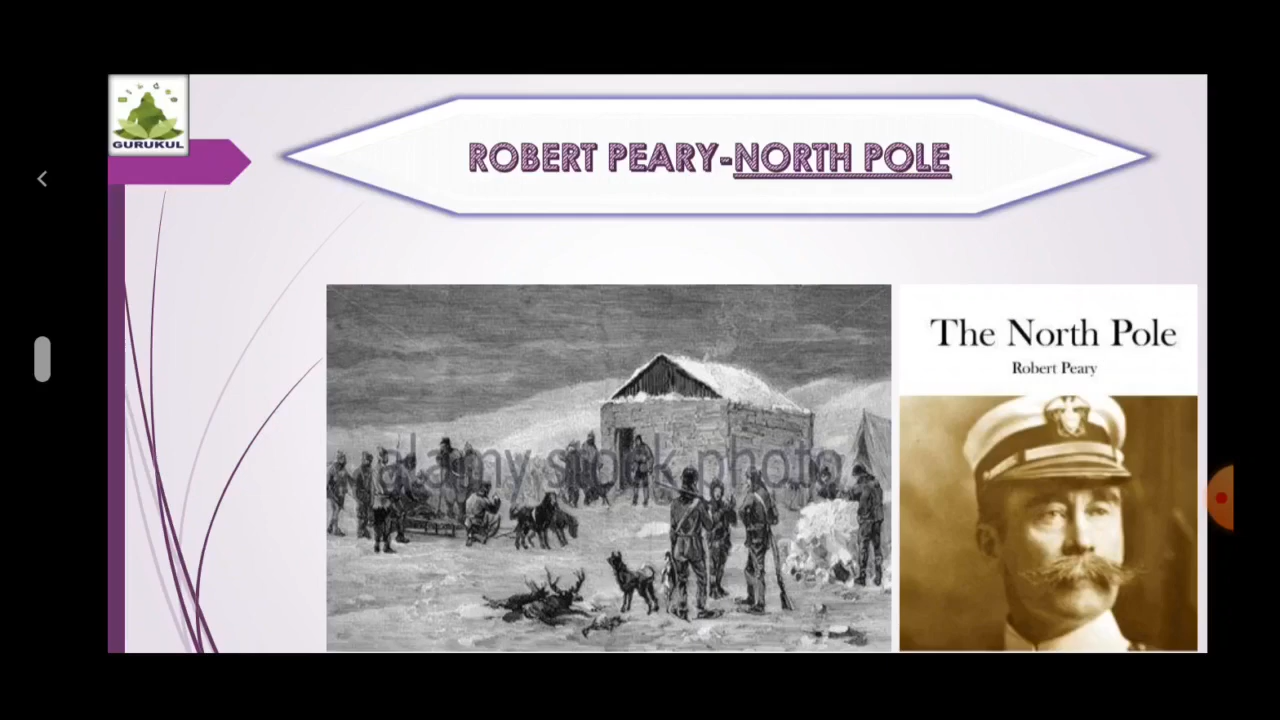 GURUKUL
ROBERT PEARY-NORTH POLE
The North Pole
Robert Peary
alamy stock photo